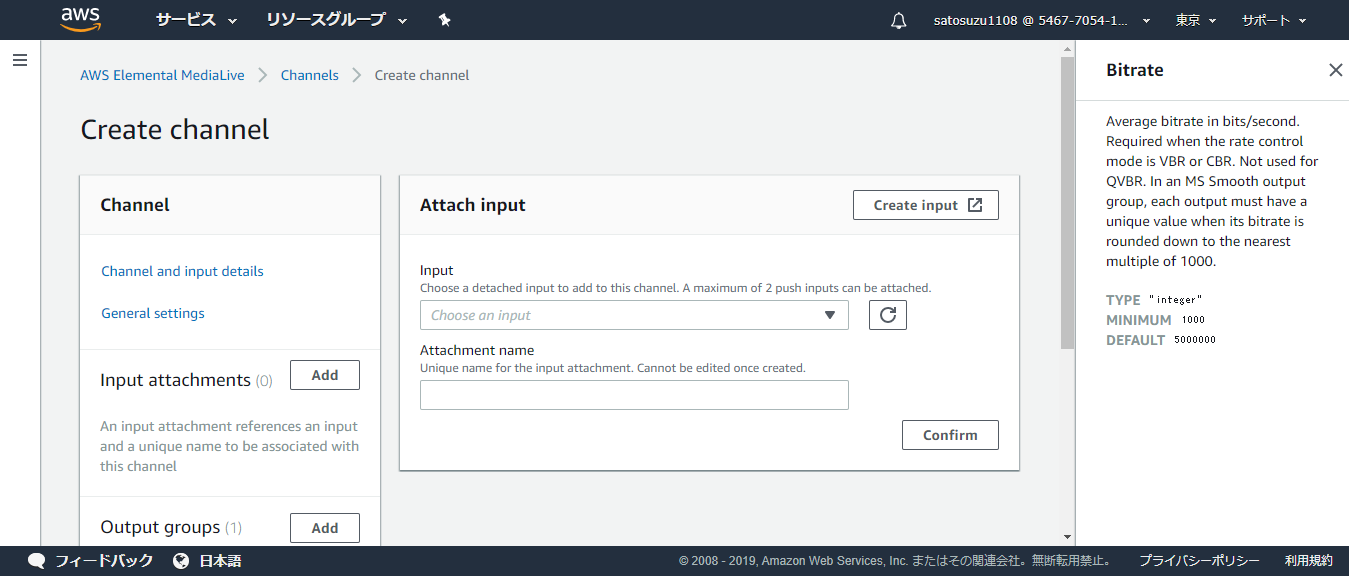 aws サービス リソースグループ satosuzu1108 @ 5467-7054-1... 東京 サポート
AWS Elemental MediaLive Channels Create channel
Create channel
Channel
Channel and input details
General settings
Input attachments (0) Add
An input attachment references an input
and a unique name to be associated with
this channel
Output groups (1) Add
Attach input Create input
Input
Choose a detached input to add to this channel. A maximum of 2 push inputs can be attached.
Choose an input
Attachment name
Unique name for the input attachment. Cannot be edited once created.
Confirm
Bitrate
Average bitrate in bits/second.
Required when the rate control
mode is VBR or CBR. Not used for
QVBR. In an MS Smooth output
group, each output must have a
unique value when its bitrate is
rounded down to the nearest
multiple of 1000.
TYPE "integer"
MINIMUM 1000
DEFAULT 5000000
フィードバック 日本語 © 2008 - 2019, Amazon Web Services, Inc. またはその関連会社。無断転用禁止。 プライバシーポリシー 利用規約